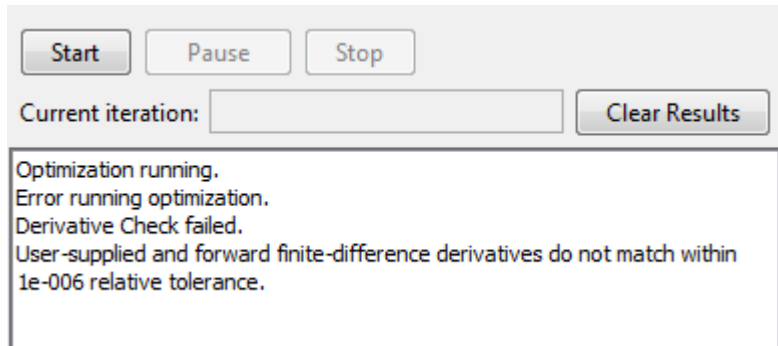 Start Pause Stop
Current iteration: Clear Results
Optimization running.
Error running optimization.
Derivative Check failed.
User-supplied and forward finite-difference derivatives do not match within
1e-006 relative tolerance.